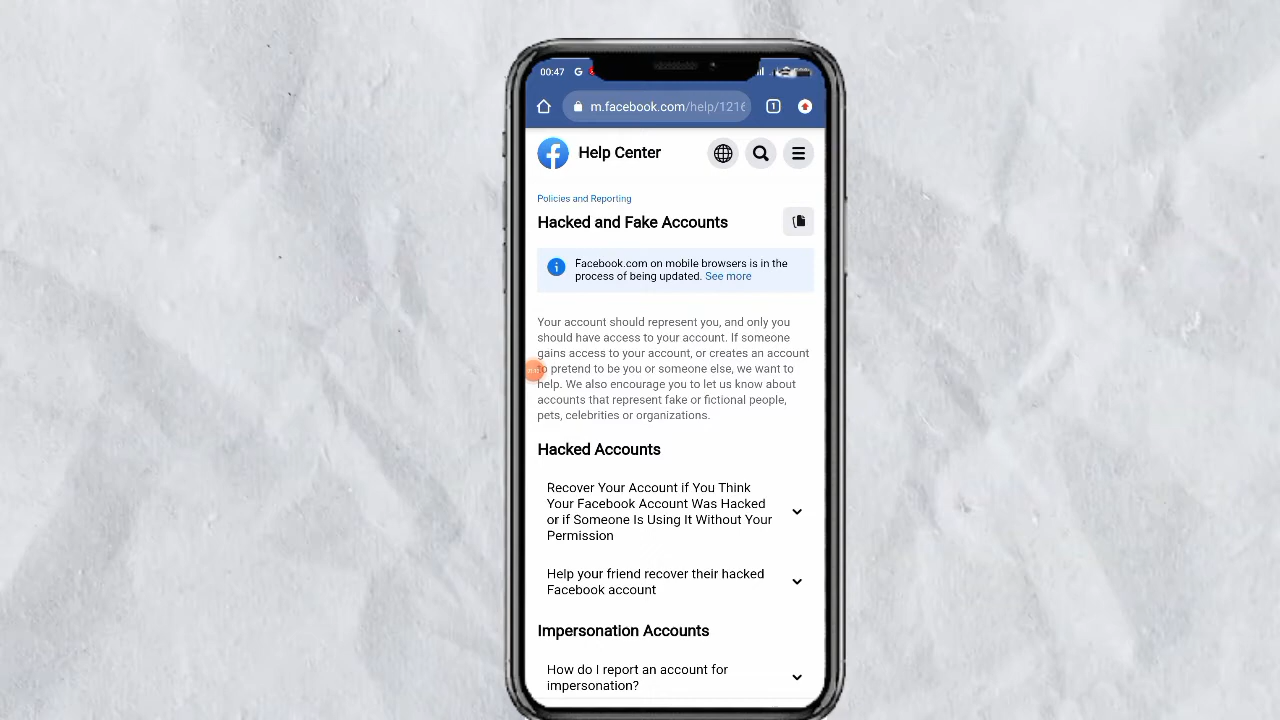 00:47 G
m.facebook.com/help/1216
1
Help Center
Policies and Reporting
Hacked and Fake Accounts
Facebook.com on mobile browsers is in the
process of being updated. See more
Your account should represent you, and only you
should have access to your account. If someone
gains access to your account, or creates an account
to pretend to be you or someone else, we want to
help. We also encourage you to let us know about
accounts that represent fake or fictional people,
pets, celebrities or organizations.
Hacked Accounts
Recover Your Account if You Think
Your Facebook Account Was Hacked
or if Someone Is Using It Without Your
Permission
Help your friend recover their hacked
Facebook account
Impersonation Accounts
How do I report an account for
impersonation?